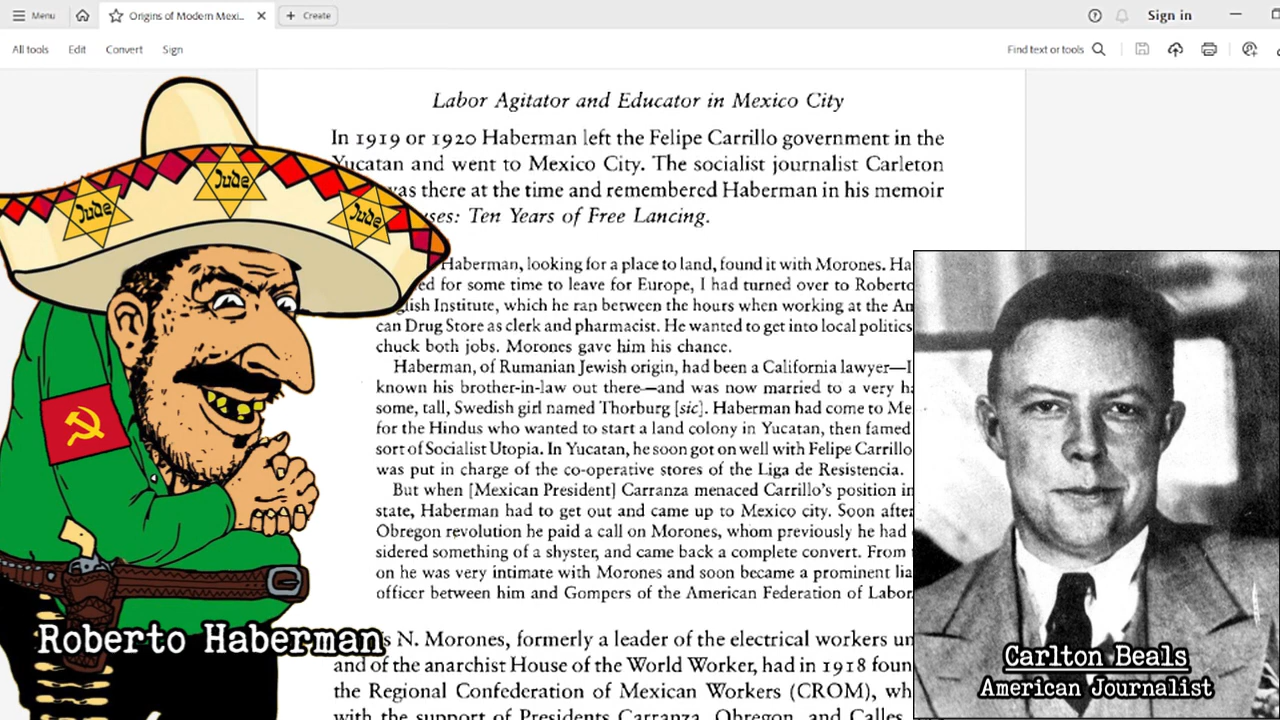 Menu
Origins of Modern Mexi...
Create
Sign in
All tools
Edit
Convert
Sign
Find text or tools
Labor Agitator and Educator in Mexico City
In 1919 or 1920 Haberman left the Felipe Carrillo government in the
Yucatan and went to Mexico City. The socialist journalist Carleton
was there at the time and remembered Haberman in his memoir
Ten Years of Free Lancing.
Haberman, looking for a place to land, found it with Morones. Ha
for some time to leave for Europe, I had turned over to Roberto
Institute, which he ran between the hours when working at the Am
can Drug Store as clerk and pharmacist. He wanted to get into local politics
chuck both jobs. Morones gave him his chance.
Haberman, of Rumanian Jewish origin, had been a California lawyer—I
known his brother-in-law out there—and was now married to a very ha
some, tall, Swedish girl named Thorburg [sic]. Haberman had come to Me
for the Hindus who wanted to start a land colony in Yucatan, then famed
sort of Socialist Utopia. In Yucatan, he soon got on well with Felipe Carrillo
was put in charge of the co-operative stores of the Liga de Resistencia.
But when [Mexican President] Carranza menaced Carrillo's position in
state, Haberman had to get out and came up to Mexico city. Soon after
Obregon revolution he paid a call on Morones, whom previously he had
sidered something of a shyster, and came back a complete convert. From
on he was very intimate with Morones and soon became a prominent lia
officer between him and Gompers of the American Federation of Labor.
s N. Morones, formerly a leader of the electrical workers un
and of the anarchist House of the World Worker, had in 1918 foun
the Regional Confederation of Mexican Workers (CROM), wh
with the support of Presidents Carranza, Obregon, and Calles
Jude
Jude
Jude
Roberto Haberman
Carlton Beals
American Journalist